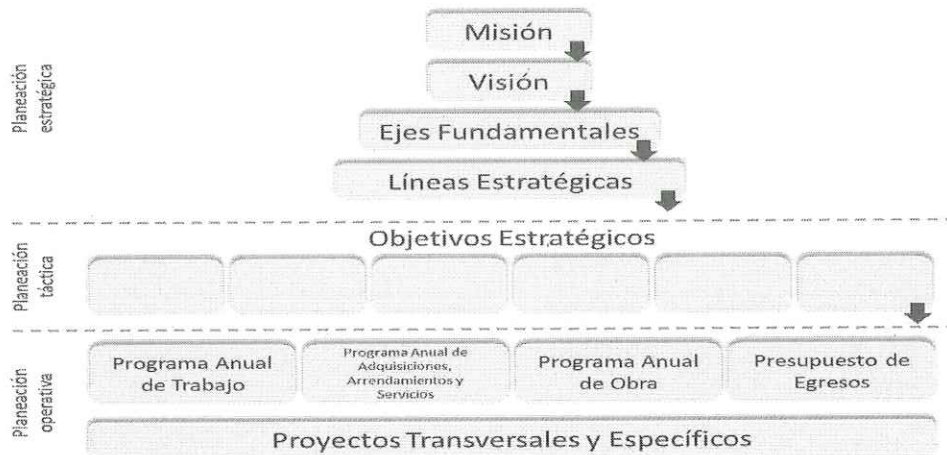 Planeación
estratégica
Misión
Visión
Ejes Fundamentales
Líneas Estratégicas
Planeación
táctica
Objetivos Estratégicos
Planeación
operativa
Programa Anual
de Trabajo
Programa Anual de
Adquisiciones,
Arrendamientos y
Servicios
Programa Anual
de Obra
Presupuesto de
Egresos
Proyectos Transversales y Específicos